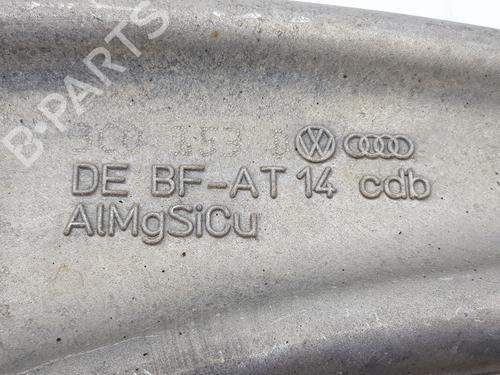 DE BF-AT 14 cdb
AlMgSiCu
B-PARTS